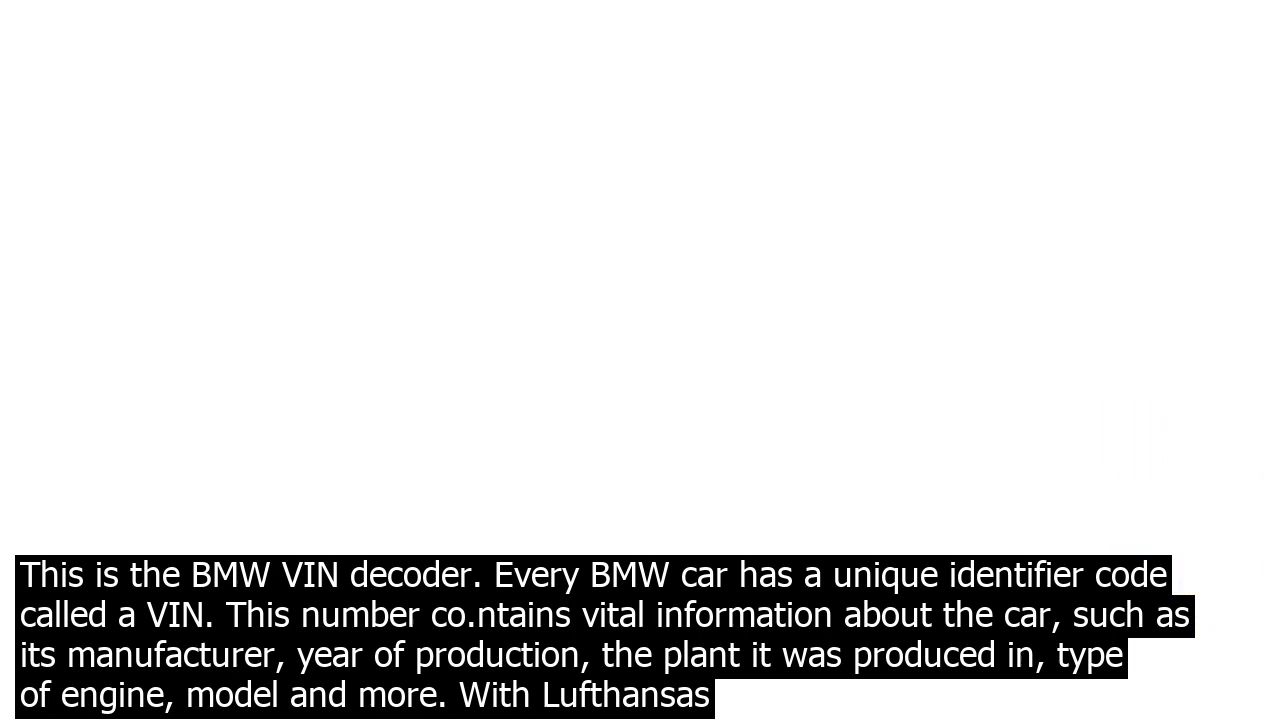 This is the BMW VIN decoder. Every BMW car has a unique identifier code
called a VIN. This number co.ntains vital information about the car, such as
its manufacturer, year of production, the plant it was produced in, type
of engine, model and more. With Lufthansas